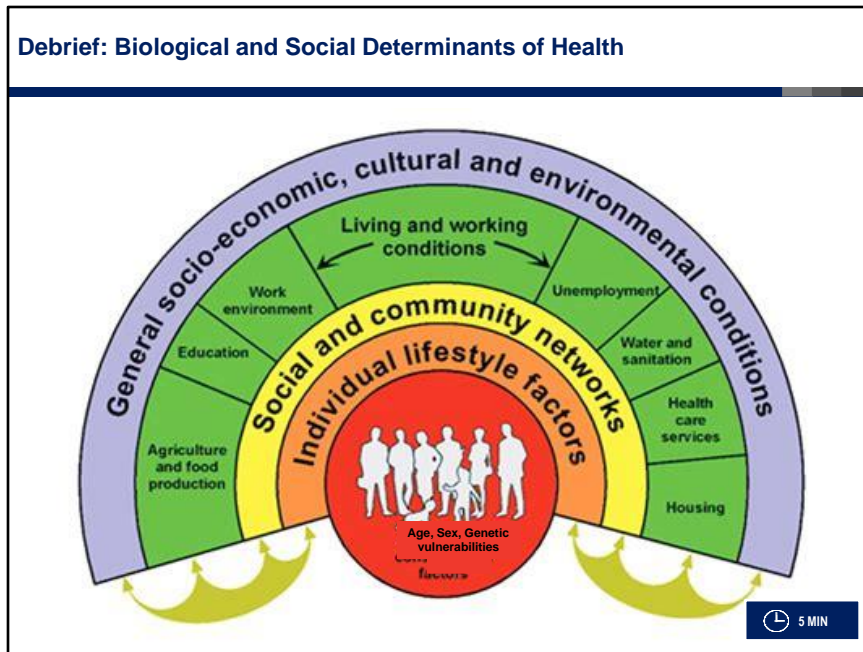 Debrief: Biological and Social Determinants of Health
General socio-economic, cultural and environmental conditions
Living and working
conditions
Work
environment
Unemployment
Education
Water and
sanitation
Agriculture
and food
production
Health
care
services
Housing
Social and community networks
Individual lifestyle factors
Age, Sex, Genetic
vulnerabilities
factors
5 MIN